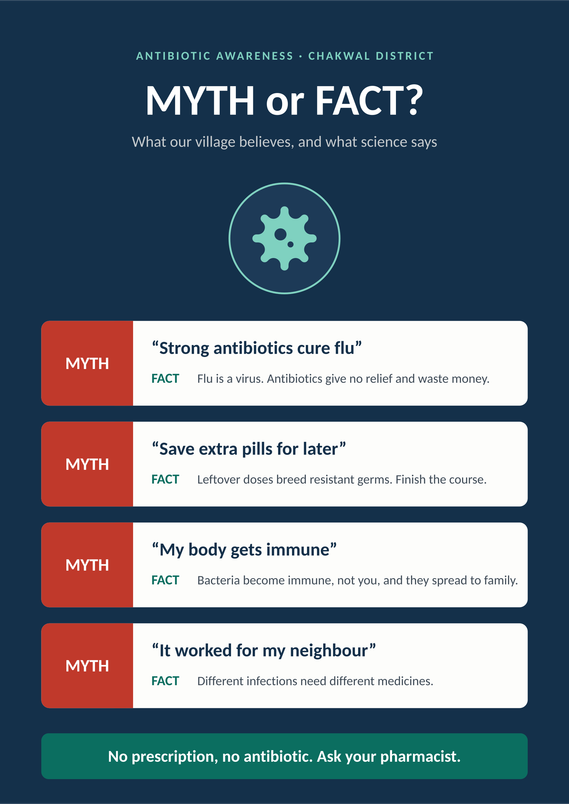 ANTIBIOTIC AWARENESS · CHAKWAL DISTRICT
MYTH or FACT?
What our village believes, and what science says
MYTH
“Strong antibiotics cure flu”
FACT Flu is a virus. Antibiotics give no relief and waste money.
MYTH
“Save extra pills for later”
FACT Leftover doses breed resistant germs. Finish the course.
MYTH
“My body gets immune”
FACT Bacteria become immune, not you, and they spread to family.
MYTH
“It worked for my neighbour”
FACT Different infections need different medicines.
No prescription, no antibiotic. Ask your pharmacist.